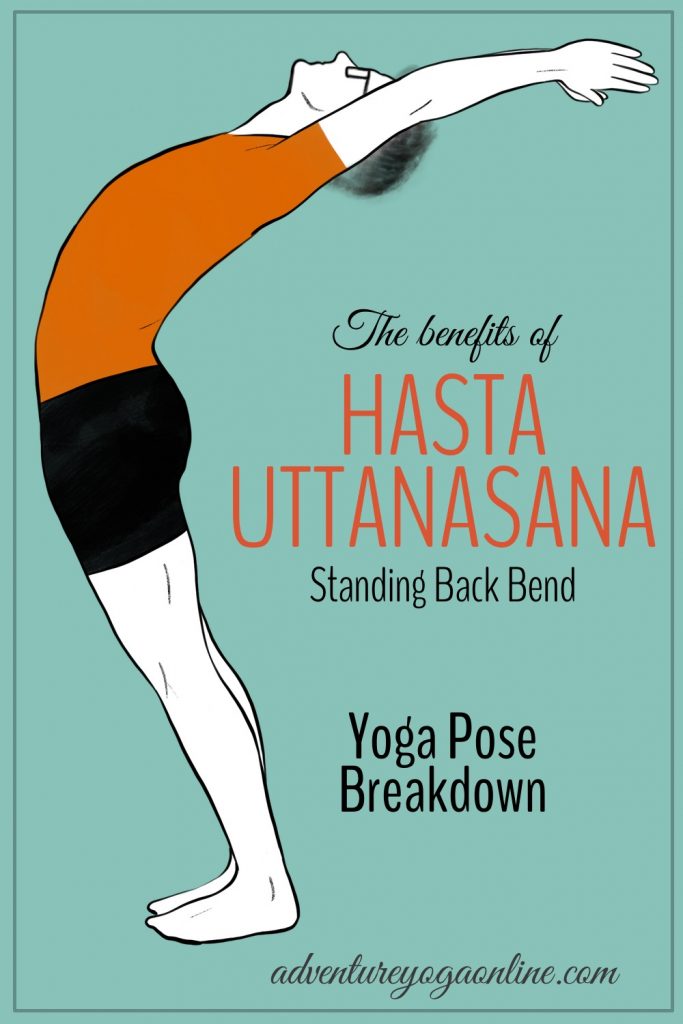 The benefits of
HASTA
UTTANASANA
Standing Back Bend
Yoga Pose
Breakdown
adventureyogaonline.com